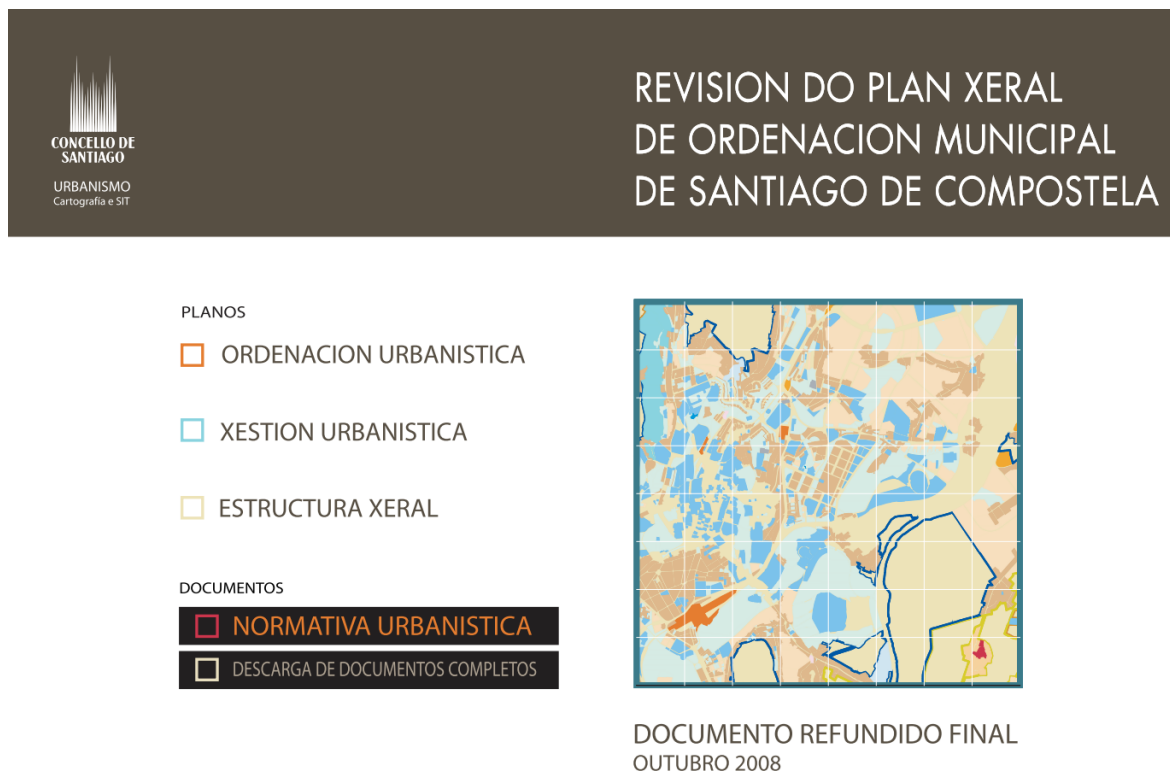 CONCELLO DE
SANTIAGO
URBANISMO
Cartografía e SIT
REVISION DO PLAN XERAL
DE ORDENACION MUNICIPAL
DE SANTIAGO DE COMPOSTELA
PLANOS
ORDENACION URBANISTICA
XESTION URBANISTICA
ESTRUCTURA XERAL
DOCUMENTOS
NORMATIVA URBANISTICA
DESCARGA DE DOCUMENTOS COMPLETOS
DOCUMENTO REFUNDIDO FINAL
OUTUBRO 2008